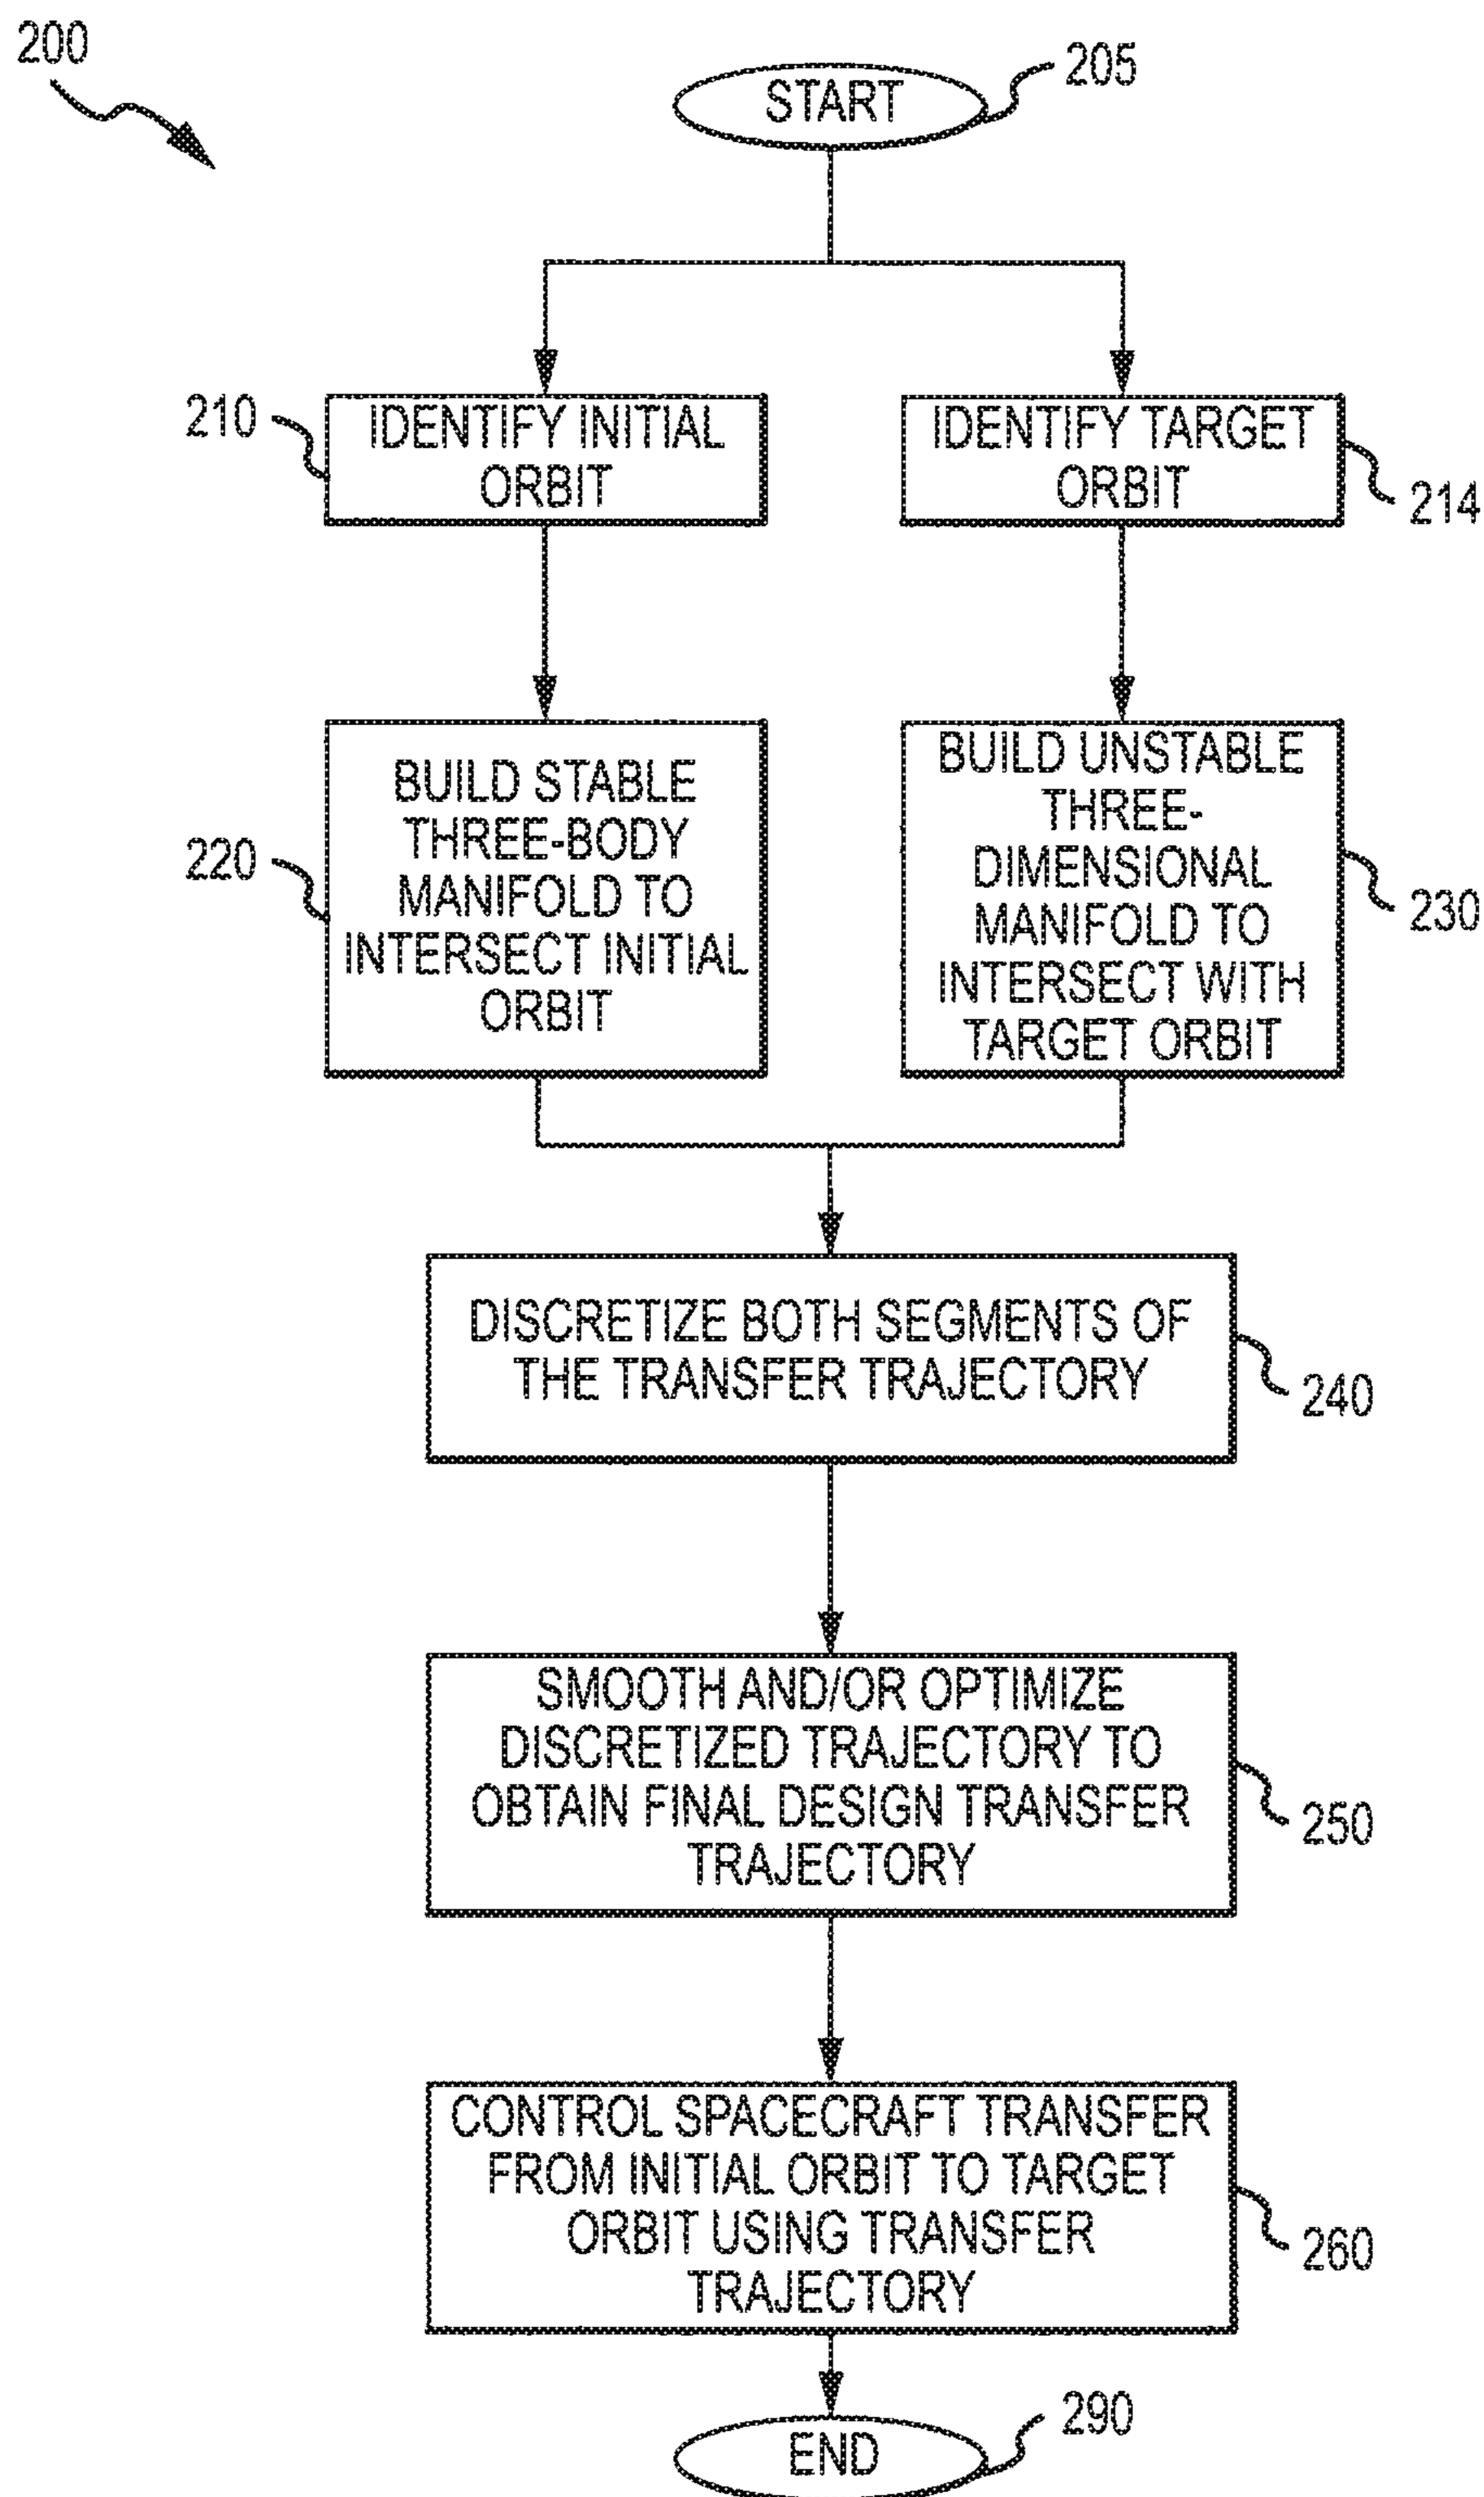 200
START
205
210
IDENTIFY INITIAL
ORBIT
IDENTIFY TARGET
ORBIT
214
220
BUILD STABLE
THREE-BODY
MANIFOLD TO
INTERSECT INITIAL
ORBIT
BUILD UNSTABLE
THREE-
DIMENSIONAL
MANIFOLD TO
INTERSECT WITH
TARGET ORBIT
230
DISCRETIZE BOTH SEGMENTS OF
THE TRANSFER TRAJECTORY
240
SMOOTH AND/OR OPTIMIZE
DISCRETIZED TRAJECTORY TO
OBTAIN FINAL DESIGN TRANSFER
TRAJECTORY
250
CONTROL SPACECRAFT TRANSFER
FROM INITIAL ORBIT TO TARGET
ORBIT USING TRANSFER
TRAJECTORY
260
END
290